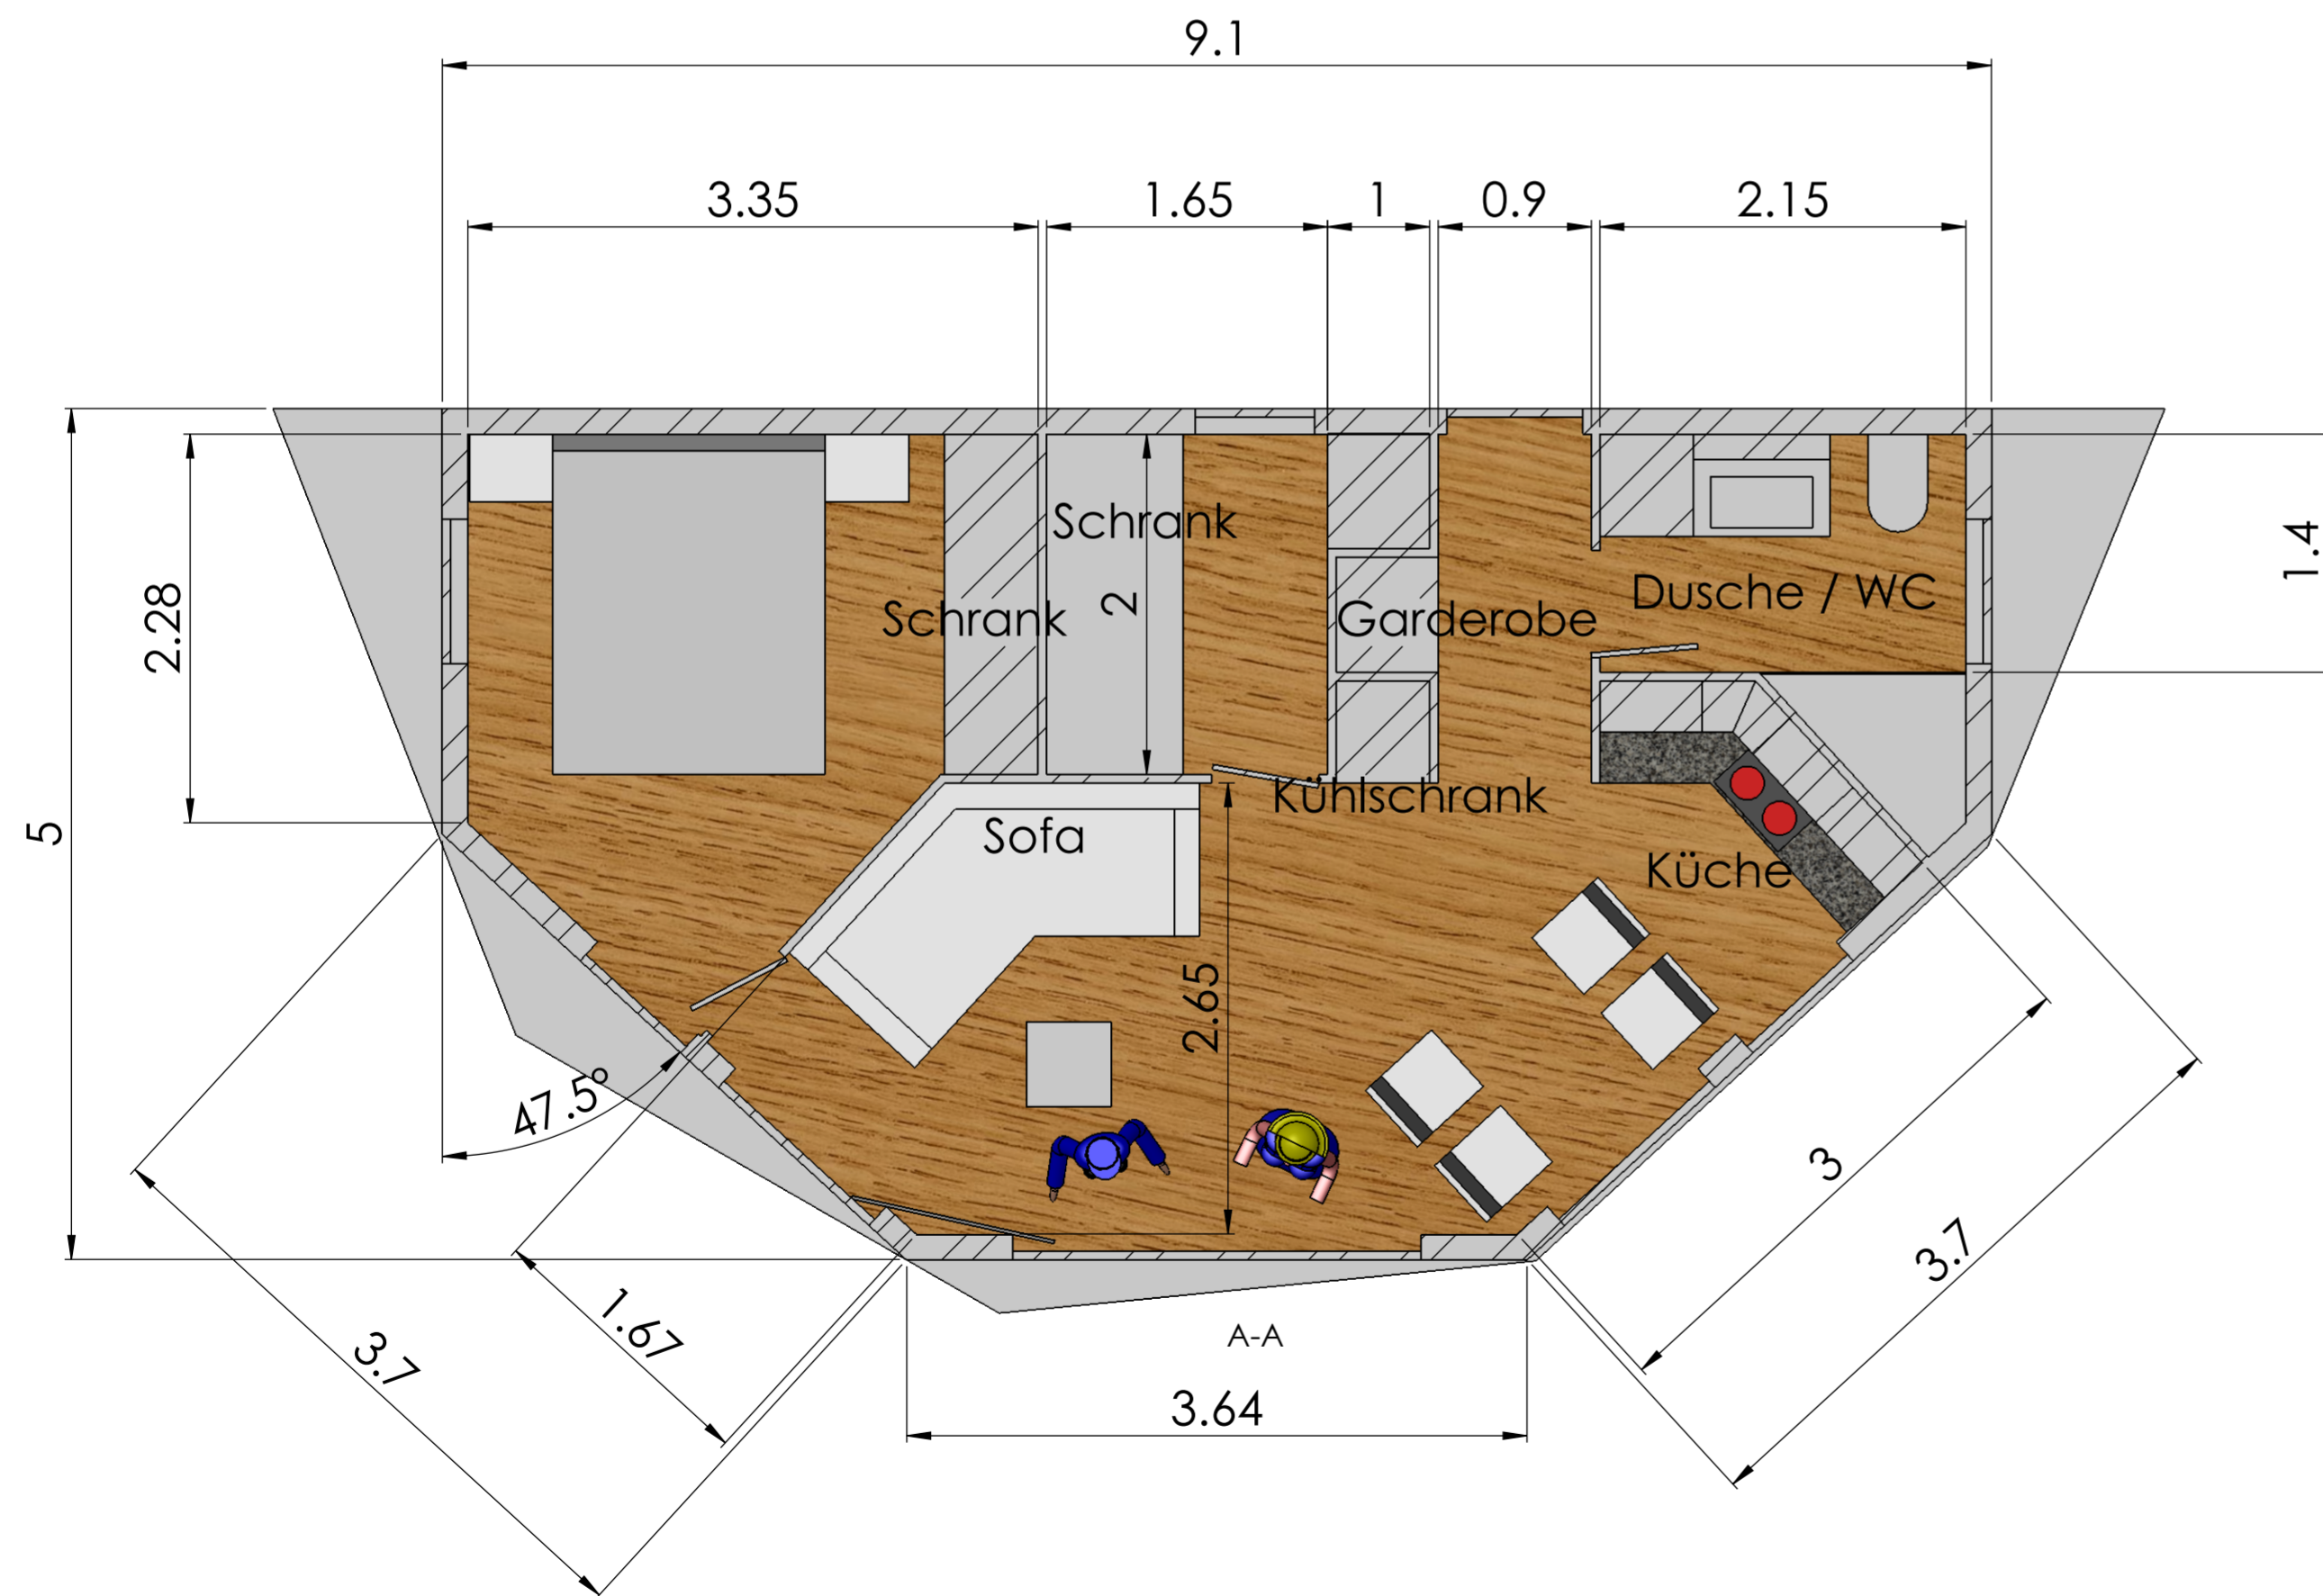 9.1
3.35
1.65
1
0.9
2.15
Schrank
1.4
Dusche / WC
2.28
2
Schrank
Garderobe
Kühlschrank
Sofa
5
Küche
2.65
47.5°
3
3.7
1.67
A-A
3.7
3.64